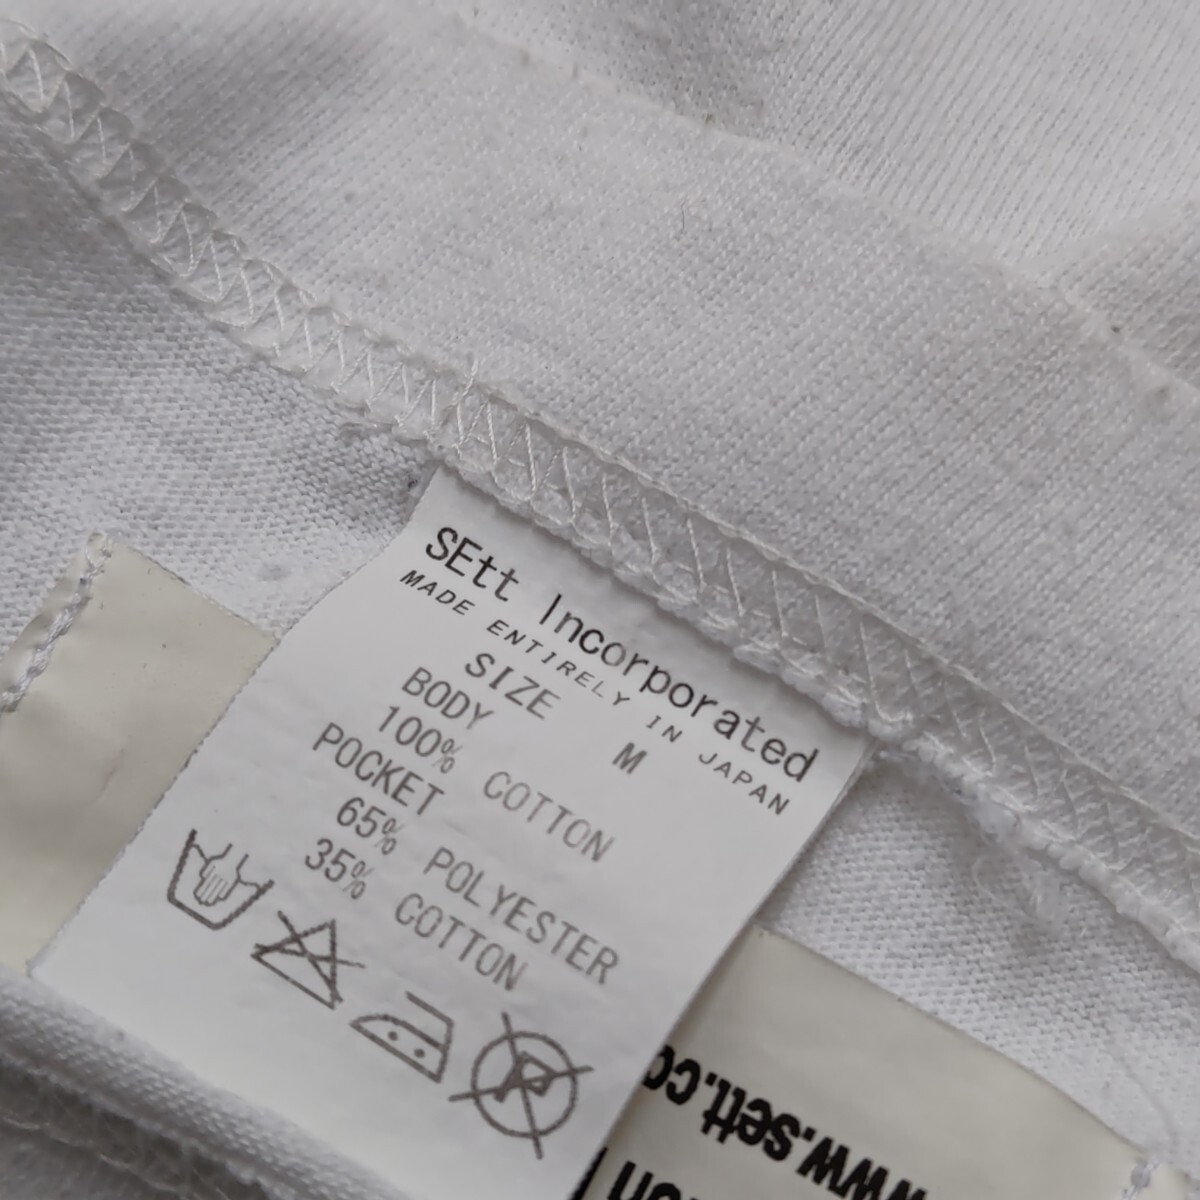 SEtt Incorporated
MADE ENTIRELY IN JAPAN
SIZE M
BODY
100% COTTON
POCKET
65% POLYESTER
35% COTTON
P
www.sett.co